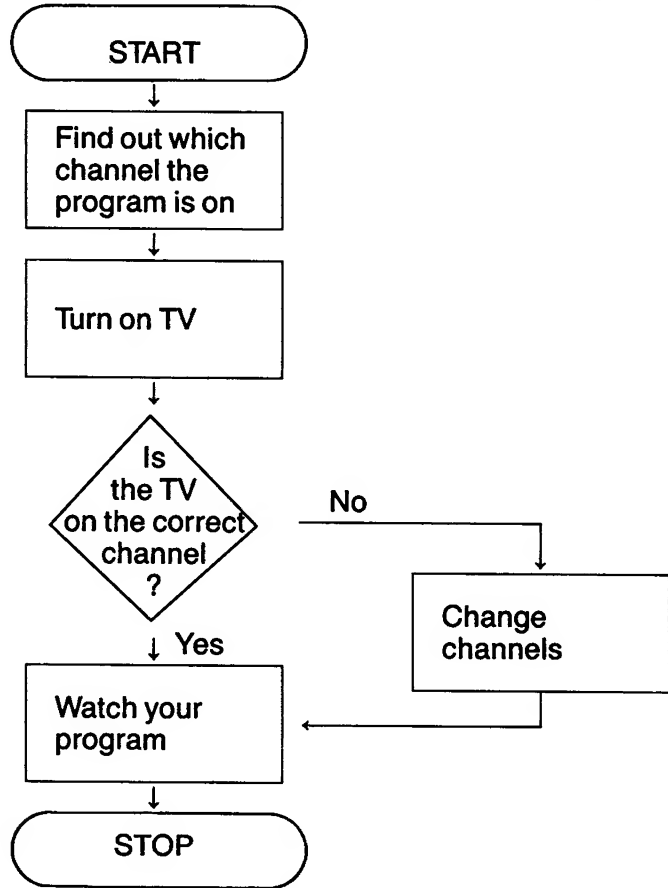 START
Find out which
channel the
program is on
Turn on TV
Is
the TV
on the correct
channel
?
No
Change
channels
Yes
Watch your
program
STOP